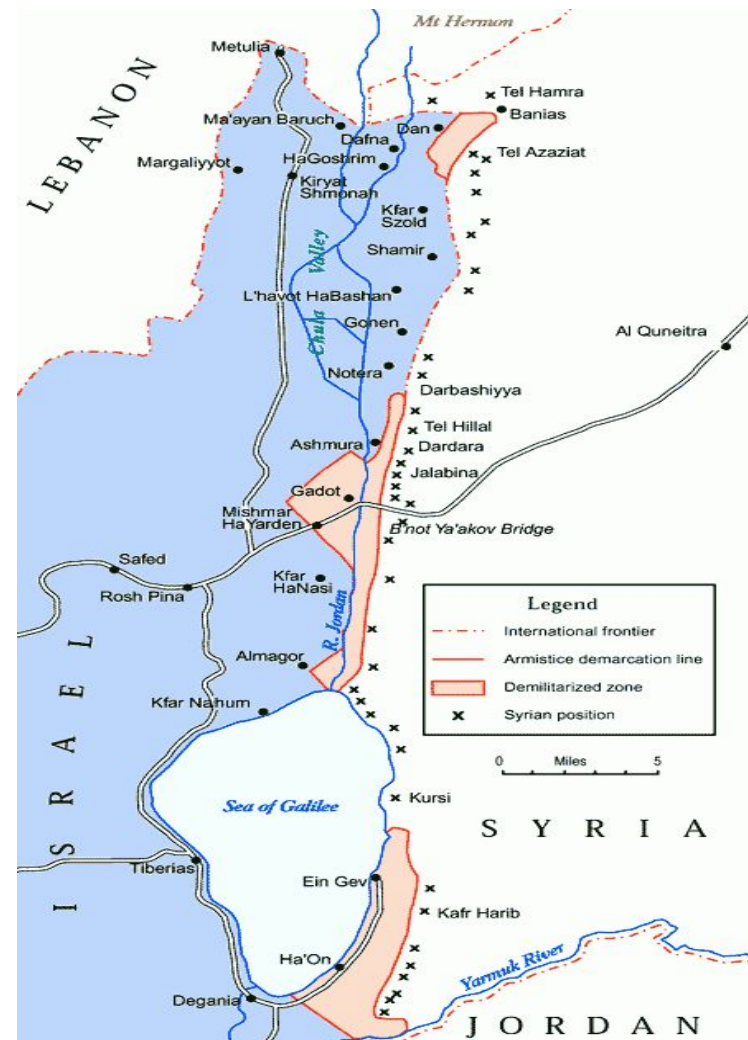 Mt Hermon
Metulia
LEBANON
Tel Hamra
Banias
Ma'ayan Baruch
Dan
Dafna
HaGoshrim
Tel Azaziat
Margaliyyot
Kiryat
Shmonah
Kfar
Szold
Shamir
Chula Valley
L'havot HaBashan
Gonen
Al Quneitra
Notera
Darbashiyya
Tel Hillal
Ashmura
Dardara
Jalabina
Gadot
Mishmar
HaYarden
B'not Ya'akov Bridge
Safed
Rosh Pina
Kfar
HaNasi
R. Jordan
Legend
International frontier
Armistice demarcation line
Demilitarized zone
Syrian position
Almagor
Kfar Nahum
0 Miles 5
ISRAEL
Sea of Galilee
Kursi
SYRIA
Tiberias
Ein Gev
Kafr Harib
Ha'On
Yarmuk River
Degania
JORDAN